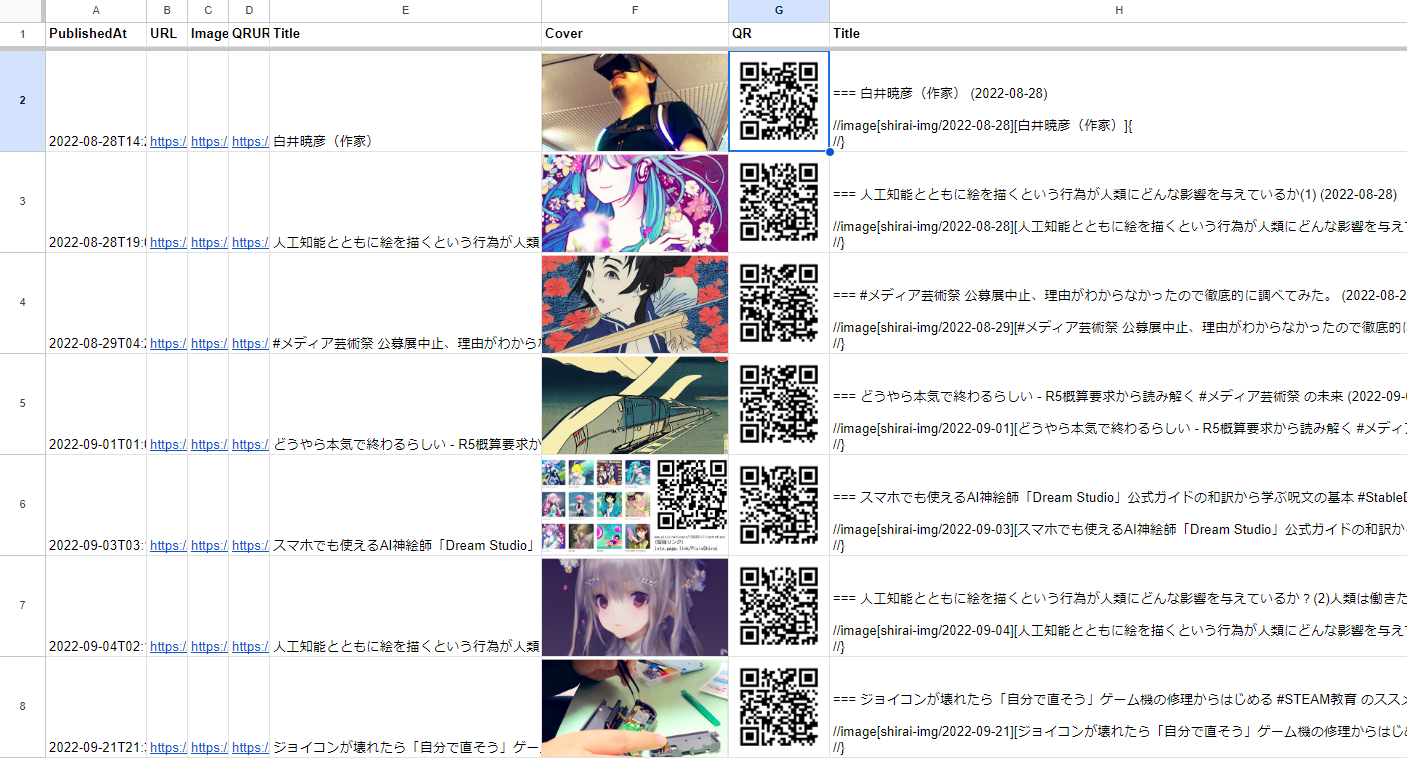 A B C D E F G H
1 PublishedAt URL Image QRUR Title Cover QR Title
2 2022-08-28T14:2 https:/ https:/ https:/ 白井暁彦（作家）
=== 白井暁彦（作家） (2022-08-28)
//image[shirai-img/2022-08-28][白井暁彦（作家）]{
//}
3 2022-08-28T19:0 https:/ https:/ https:/ 人工知能とともに絵を描くという行為が人類
=== 人工知能とともに絵を描くという行為が人類にどんな影響を与えているか(1) (2022-08-28)
//image[shirai-img/2022-08-28][人工知能とともに絵を描くという行為が人類にどんな影響を与えて
//}
4 2022-08-29T04:2 https:/ https:/ https:/ #メディア芸術祭 公募展中止、理由がわからな
=== #メディア芸術祭 公募展中止、理由がわからなかったので徹底的に調べてみた。 (2022-08-2
//image[shirai-img/2022-08-29][#メディア芸術祭 公募展中止、理由がわからなかったので徹底的に
//}
5 2022-09-01T01:0 https:/ https:/ https:/ どうやら本気で終わるらしい - R5概算要求か
=== どうやら本気で終わるらしい - R5概算要求から読み解く #メディア芸術祭 の未来 (2022-09-0
//image[shirai-img/2022-09-01][どうやら本気で終わるらしい - R5概算要求から読み解く #メディア
//}
6 2022-09-03T03: https:/ https:/ https:/ スマホでも使えるAI神絵師「Dream Studio」
=== スマホでも使えるAI神絵師「Dream Studio」公式ガイドの和訳から学ぶ呪文の基本 #StableD
//image[shirai-img/2022-09-03][スマホでも使えるAI神絵師「Dream Studio」公式ガイドの和訳から
//}
7 2022-09-04T02: https:/ https:/ https:/ 人工知能とともに絵を描くという行為が人類
=== 人工知能とともに絵を描くという行為が人類にどんな影響を与えているか？(2)人類は働きた
//image[shirai-img/2022-09-04][人工知能とともに絵を描くという行為が人類にどんな影響を与えて
//}
8 2022-09-21T21: https:/ https:/ https:/ ジョイコンが壊れたら「自分で直そう」ゲー
=== ジョイコンが壊れたら「自分で直そう」ゲーム機の修理からはじめる #STEAM教育 のススメ
//image[shirai-img/2022-09-21][ジョイコンが壊れたら「自分で直そう」ゲーム機の修理からはじめ
//}